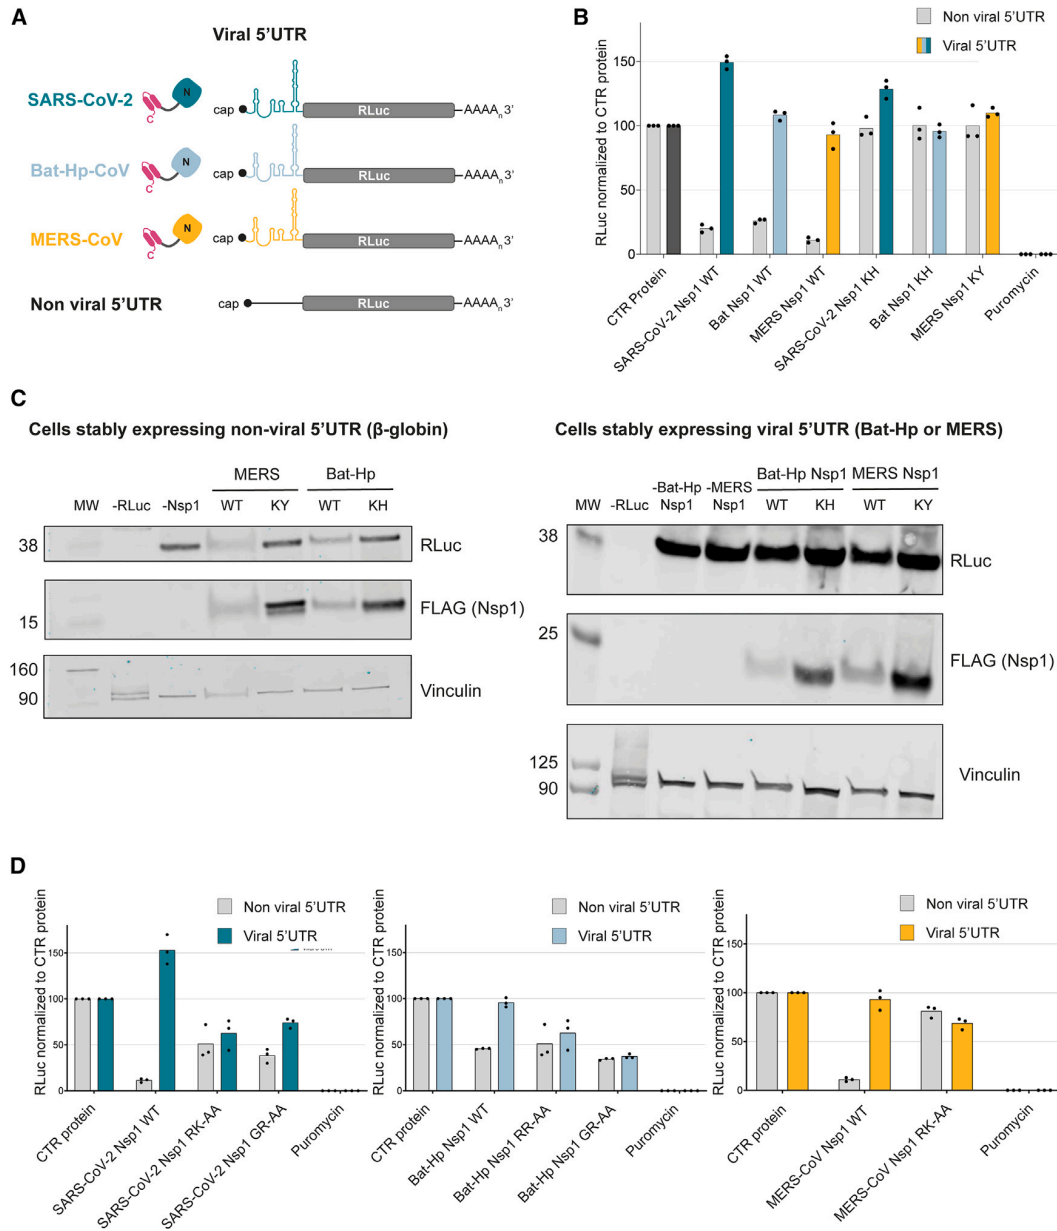 A
Viral 5'UTR
SARS-CoV-2
N
C
cap
RLuc
AAAAn 3'
Bat-Hp-CoV
N
C
cap
RLuc
AAAAn 3'
MERS-CoV
N
C
cap
RLuc
AAAAn 3'
Non viral 5'UTR
cap
RLuc
AAAAn 3'
B
Non viral 5'UTR
Viral 5'UTR
RLuc normalized to CTR protein
150
100
50
0
CTR Protein
SARS-CoV-2 Nsp1 WT
Bat Nsp1 WT
MERS Nsp1 WT
SARS-CoV-2 Nsp1 KH
Bat Nsp1 KH
MERS Nsp1 KY
Puromycin
C
Cells stably expressing non-viral 5'UTR (β-globin)
MERS
Bat-Hp
MW
-RLuc
-Nsp1
WT
KY
WT
KH
38
RLuc
15
FLAG (Nsp1)
160
90
Vinculin
Cells stably expressing viral 5'UTR (Bat-Hp or MERS)
-Bat-Hp
Nsp1
-MERS
Nsp1
Bat-Hp Nsp1
MERS Nsp1
MW
-RLuc
WT
KH
WT
KY
38
RLuc
25
FLAG (Nsp1)
125
90
Vinculin
D
RLuc normalized to CTR protein
Non viral 5'UTR
Viral 5'UTR
150
100
50
0
CTR protein
SARS-CoV-2 Nsp1 WT
SARS-CoV-2 Nsp1 RK-AA
SARS-CoV-2 Nsp1 GR-AA
Puromycin
RLuc normalized to CTR protein
Non viral 5'UTR
Viral 5'UTR
150
100
50
0
CTR protein
Bat-Hp Nsp1 WT
Bat-Hp Nsp1 RR-AA
Bat-Hp Nsp1 GR-AA
Puromycin
RLuc normalized to CTR protein
Non viral 5'UTR
Viral 5'UTR
150
100
50
0
CTR protein
MERS-CoV Nsp1 WT
MERS-CoV Nsp1 RK-AA
Puromycin